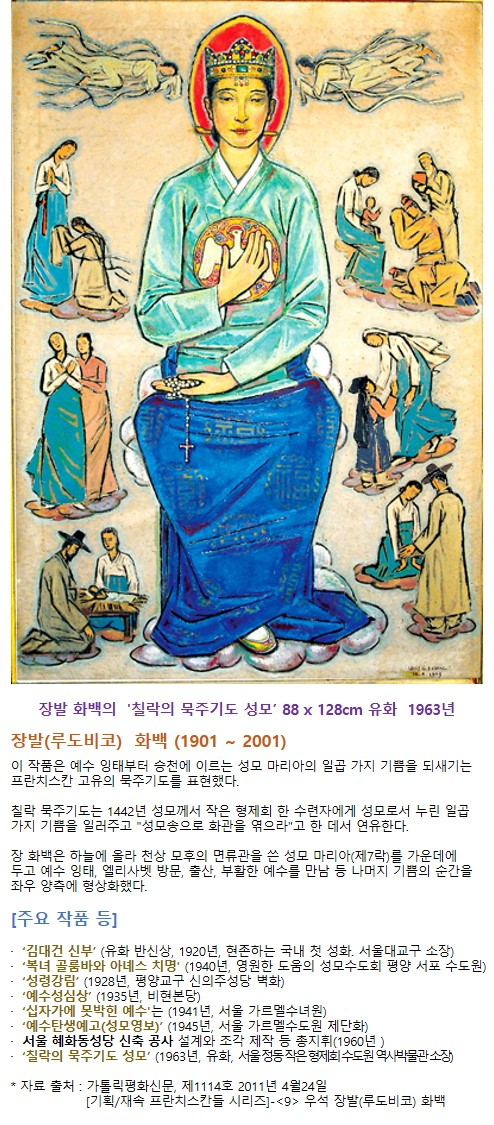 장발 화백의 '칠락의 묵주기도 성모' 88 x 128cm 유화 1963년
장발(루도비코) 화백 (1901 ~ 2001)
이 작품은 예수 잉태부터 승천에 이르는 성모 마리아의 일곱 가지 기쁨을 되새기는
프란치스칸 고유의 묵주기도를 표현했다.
칠락 묵주기도는 1442년 성모께서 작은 형제회 한 수련자에게 성모로서 누린 일곱
가지 기쁨을 일러주고 "성모송으로 화관을 엮으라"고 한 데서 연유한다.
장 화백은 하늘에 올라 천상 모후의 면류관을 쓴 성모 마리아(제7락)를 가운데에
두고 예수 잉태, 엘리사벳 방문, 출산, 부활한 예수를 만남 등 나머지 기쁨의 순간을
좌우 양측에 형상화했다.
[주요 작품 등]
· '김대건 신부' (유화 반신상, 1920년, 현존하는 국내 첫 성화. 서울대교구 소장)
· '복녀 골룸바와 아녜스 치명' (1940년, 영원한 도움의 성모수도회 평양 서포 수도원)
· '성령강림' (1928년, 평양교구 신의주성당 벽화)
· '예수성심상' (1935년, 비현본당)
· '십자가에 못박힌 예수'는 (1941년, 서울 가르멜수녀원)
· '예수탄생예고(성모영보)' (1945년, 서울 가르멜수도원 제단화)
· 서울 혜화동성당 신축 공사 설계와 조각 제작 등 총지휘(1960년 )
· '칠락의 묵주기도 성모' (1963년, 유화, 서울 정동 작은 형제회 수도원 역사박물관 소장)
* 자료 출처 : 가톨릭평화신문, 제1114호 2011년 4월24일
[기획/재속 프란치스칸들 시리즈]-<9> 우석 장발(루도비코) 화백